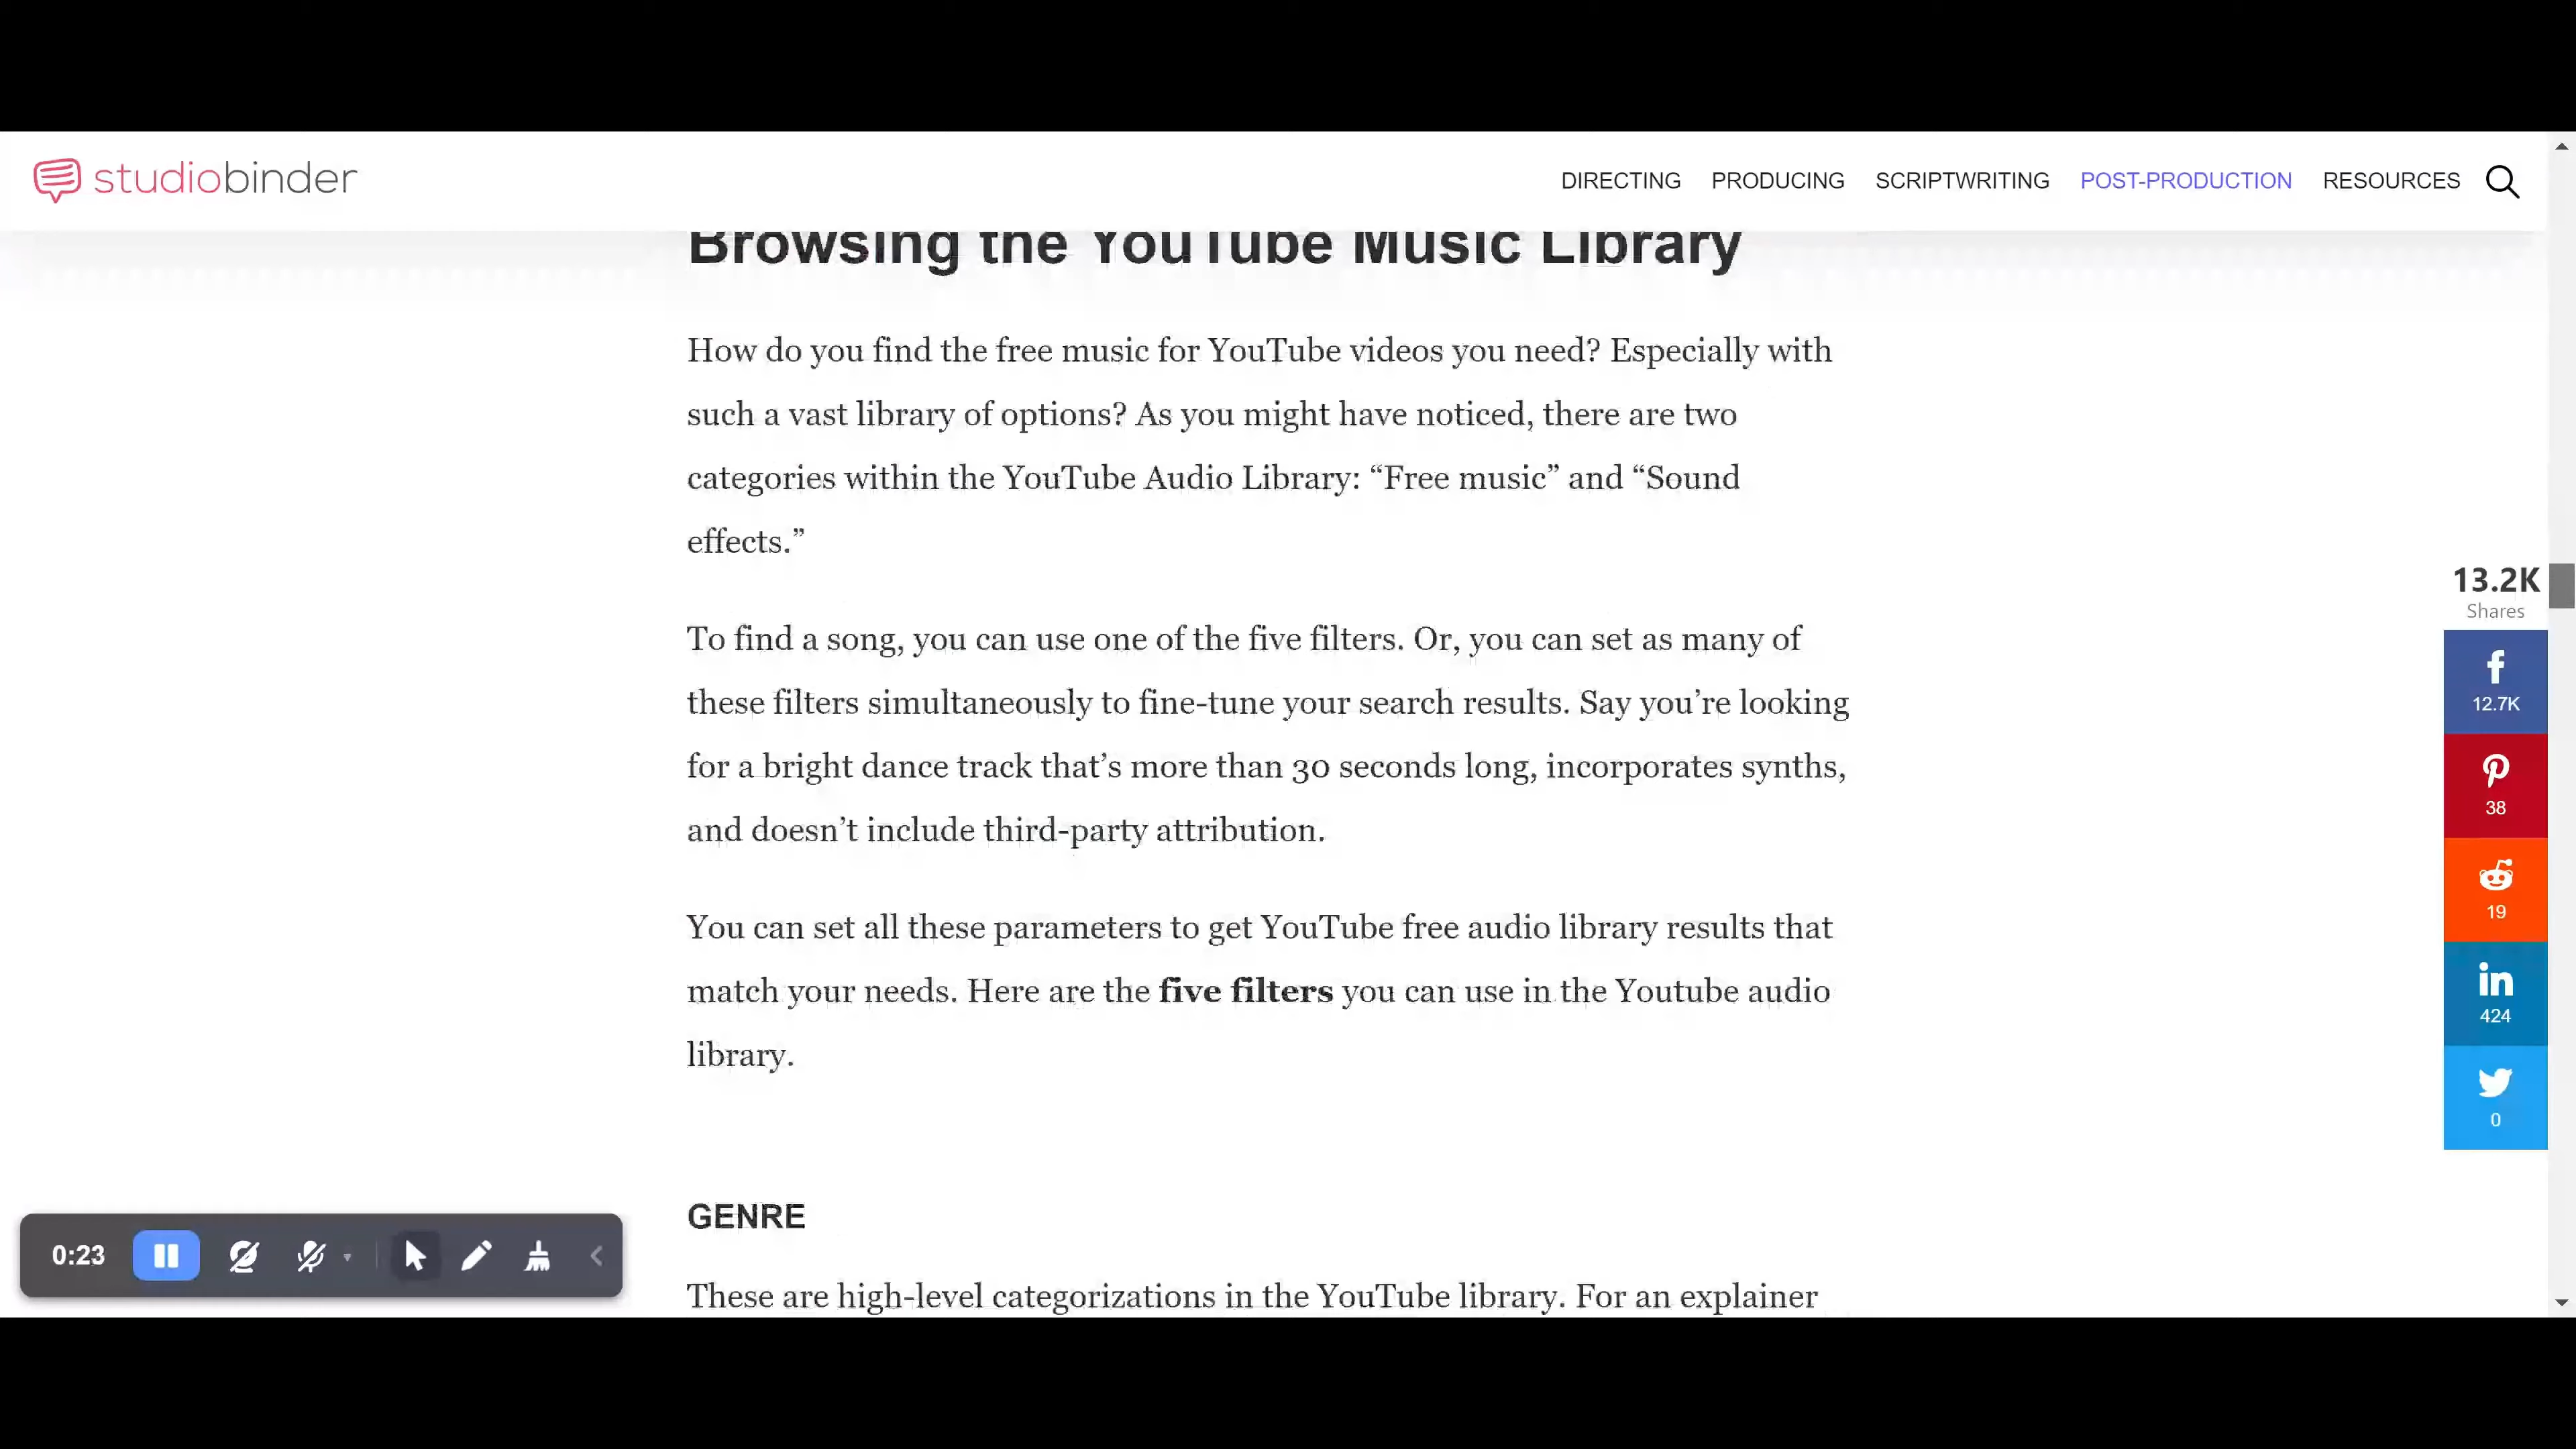 studiobinder
DIRECTING PRODUCING SCRIPTWRITING POST-PRODUCTION RESOURCES
Browsing the YouTube Music Library
How do you find the free music for YouTube videos you need? Especially with
such a vast library of options? As you might have noticed, there are two
categories within the YouTube Audio Library: “Free music” and “Sound
effects.”
To find a song, you can use one of the five filters. Or, you can set as many of
these filters simultaneously to fine-tune your search results. Say you’re looking
for a bright dance track that’s more than 30 seconds long, incorporates synths,
and doesn’t include third-party attribution.
You can set all these parameters to get YouTube free audio library results that
match your needs. Here are the five filters you can use in the Youtube audio
library.
GENRE
These are high-level categorizations in the YouTube library. For an explainer
13.2K
Shares
12.7K
38
19
in
424
0
0:23